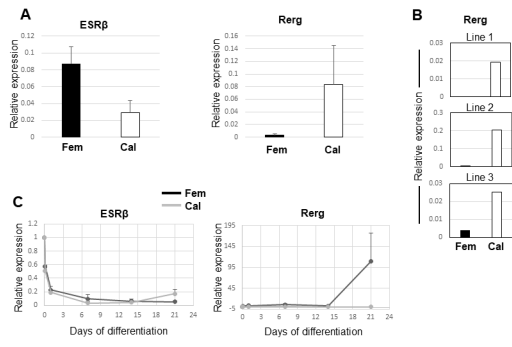 A
ESRβ
Relative expression
0.12
0.1
0.08
0.06
0.04
0.02
0
Fem
Cal
Rerg
Relative expression
0.16
0.14
0.12
0.1
0.08
0.06
0.04
0.02
0
Fem
Cal
B
Rerg
Relative expression
Line 1
0.03
0.02
0.01
0
Line 2
0.3
0.2
0.1
0
Line 3
0.03
0.02
0.01
0
Fem
Cal
C
Fem
Cal
ESRβ
Relative expression
1.2
1
0.8
0.6
0.4
0.2
0
0
3
6
9
12
15
18
21
24
Days of differentiation
Rerg
Relative expression
195
145
95
45
-5
0
3
6
9
12
15
18
21
24
Days of differentiation